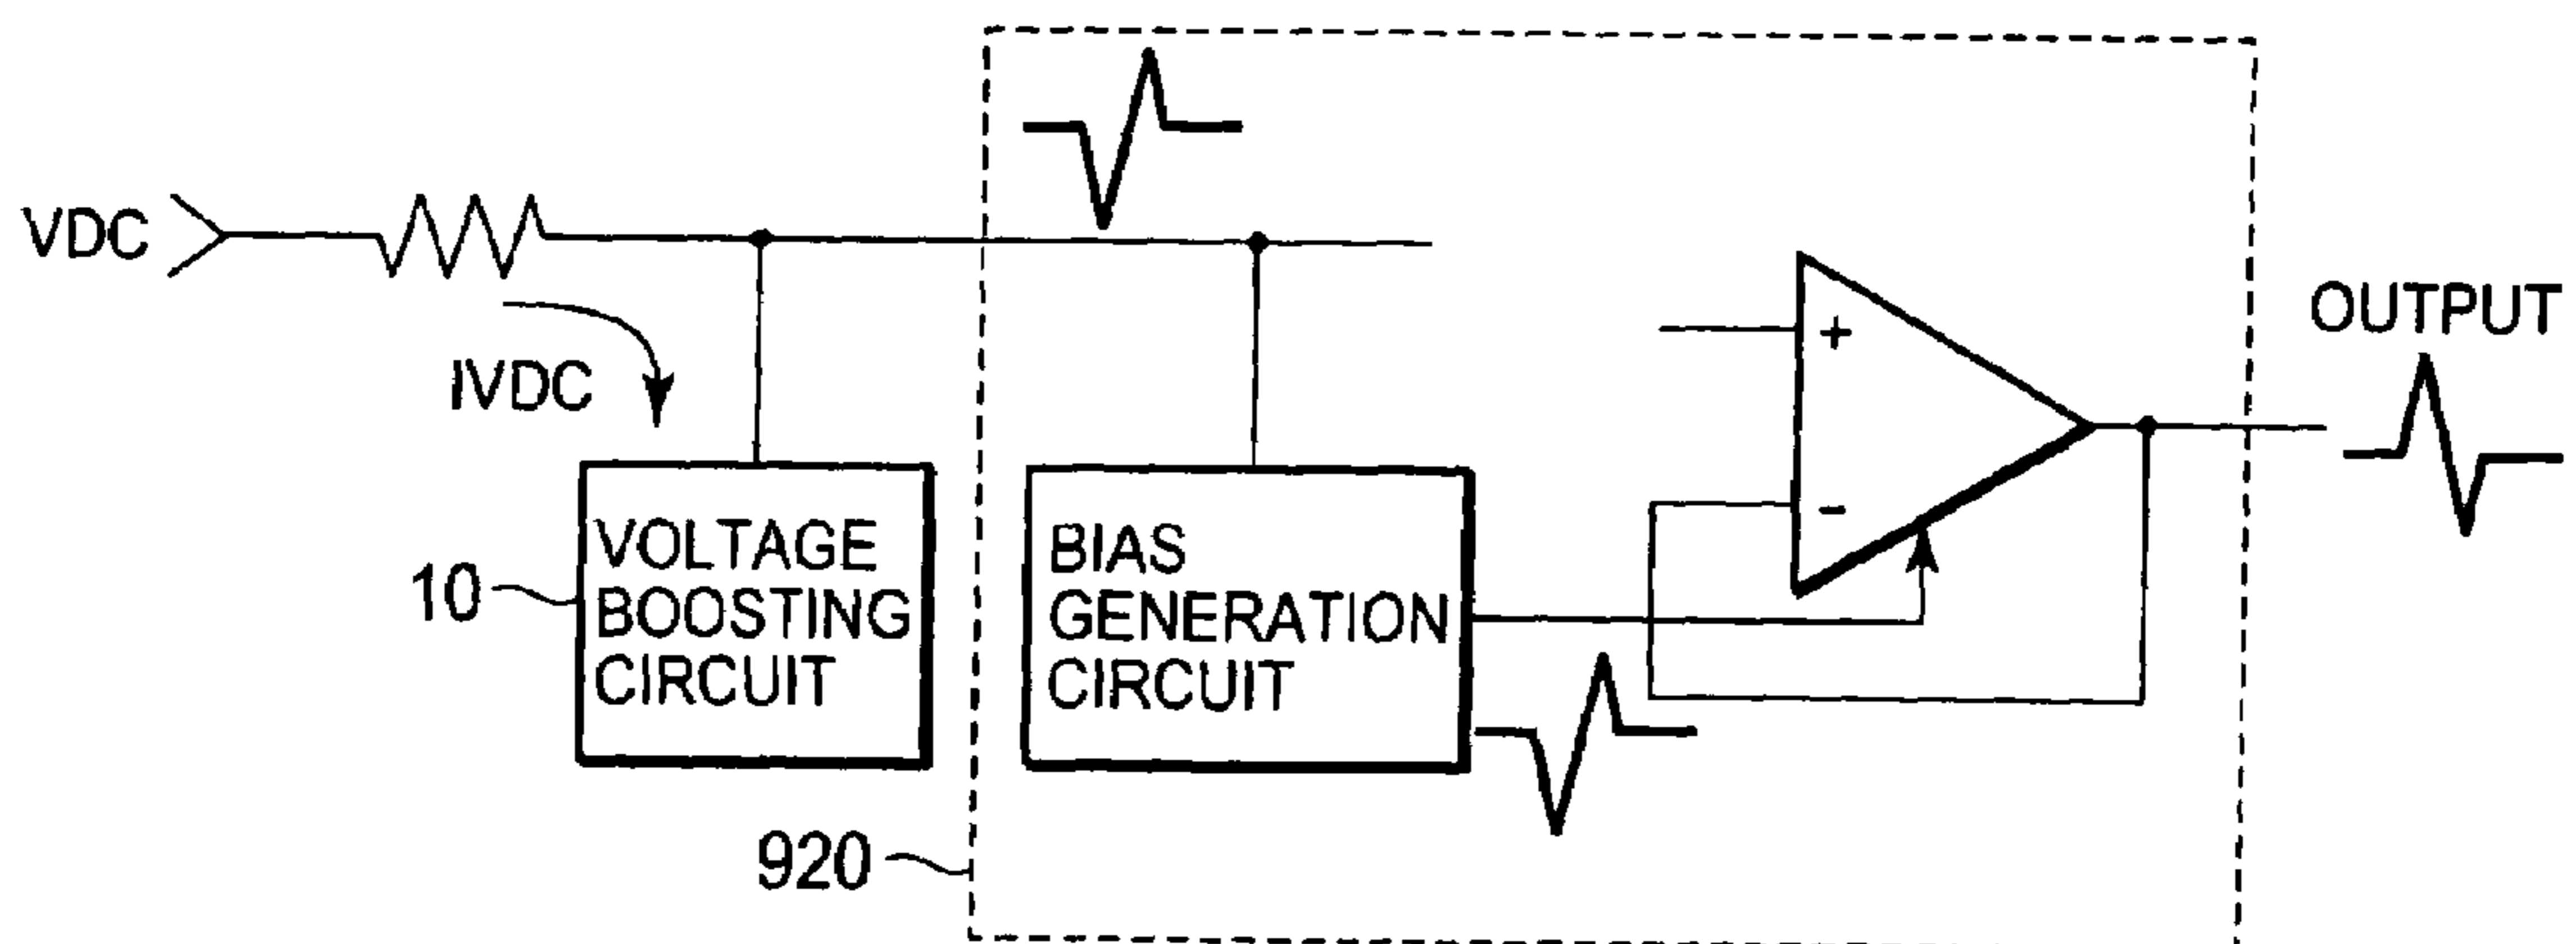 VDC
IVDC
10
VOLTAGE
BOOSTING
CIRCUIT
920
BIAS
GENERATION
CIRCUIT
+
-
OUTPUT